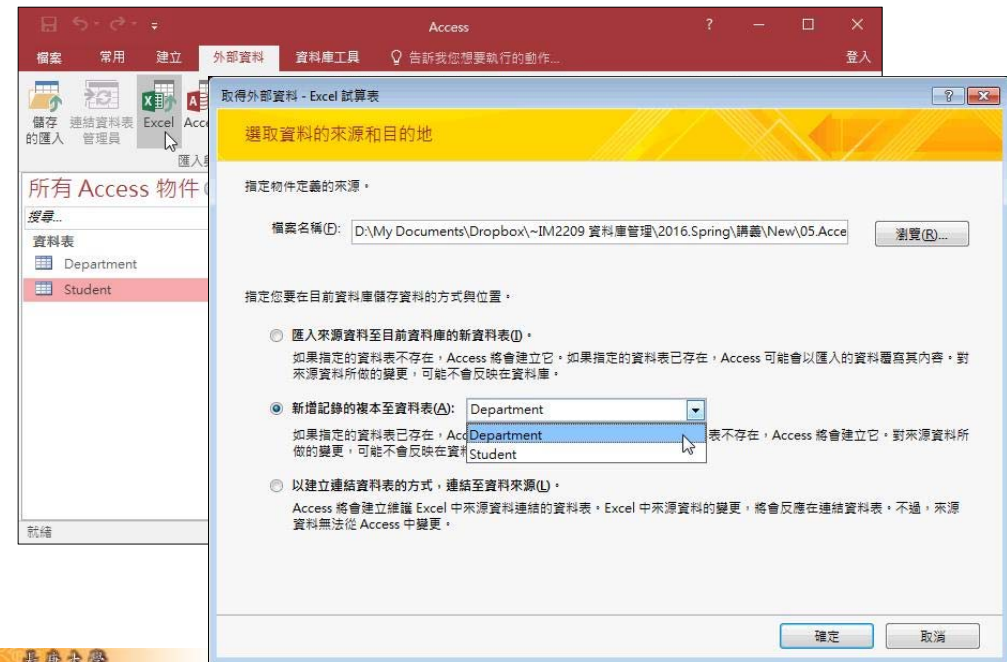 Access
檔案 常用 建立 外部資料 資料庫工具 告訴我您想要執行的動作... 登入
儲存的匯入 連結資料表管理員 Excel Acce
所有 Access 物件
搜尋...
資料表
Department
Student
就緒
取得外部資料 - Excel 試算表
選取資料的來源和目的地
指定物件定義的來源。
檔案名稱(F): D:\My Documents\Dropbox\~IM2209 資料庫管理\2016.Spring\講義\New\05.Acce 瀏覽(R)...
指定您要在目前資料庫儲存資料的方式與位置。
匯入來源資料至目前資料庫的新資料表(I)。
如果指定的資料表不存在，Access 將會建立它。如果指定的資料表已存在，Access 可能會以匯入的資料覆寫其內容。對
來源資料所做的變更，可能不會反映在資料庫。
新增記錄的複本至資料表(A): Department
Department
Student
如果指定的資料表已存在，Acc 表不存在，Access 將會建立它。對來源資料所
做的變更，可能不會反映在資料
以建立連結資料表的方式，連結至資料來源(L)。
Access 將會建立維護 Excel 中來源資料連結的資料表。Excel 中來源資料的變更，將會反應在連結資料表。不過，來源
資料無法從 Access 中變更。
確定 取消
長庚大學